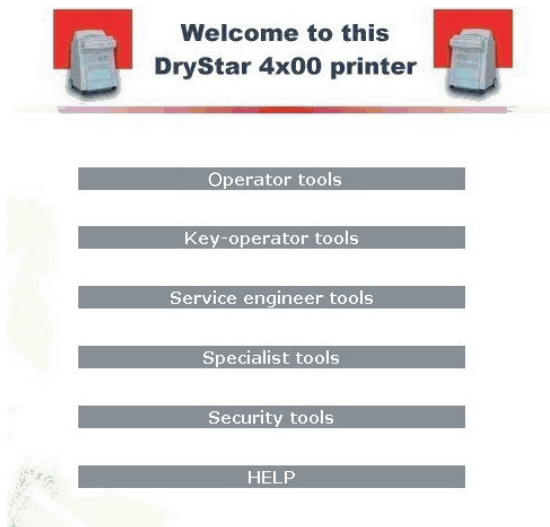 Welcome to this
DryStar 4x00 printer
Operator tools
Key-operator tools
Service engineer tools
Specialist tools
Security tools
HELP